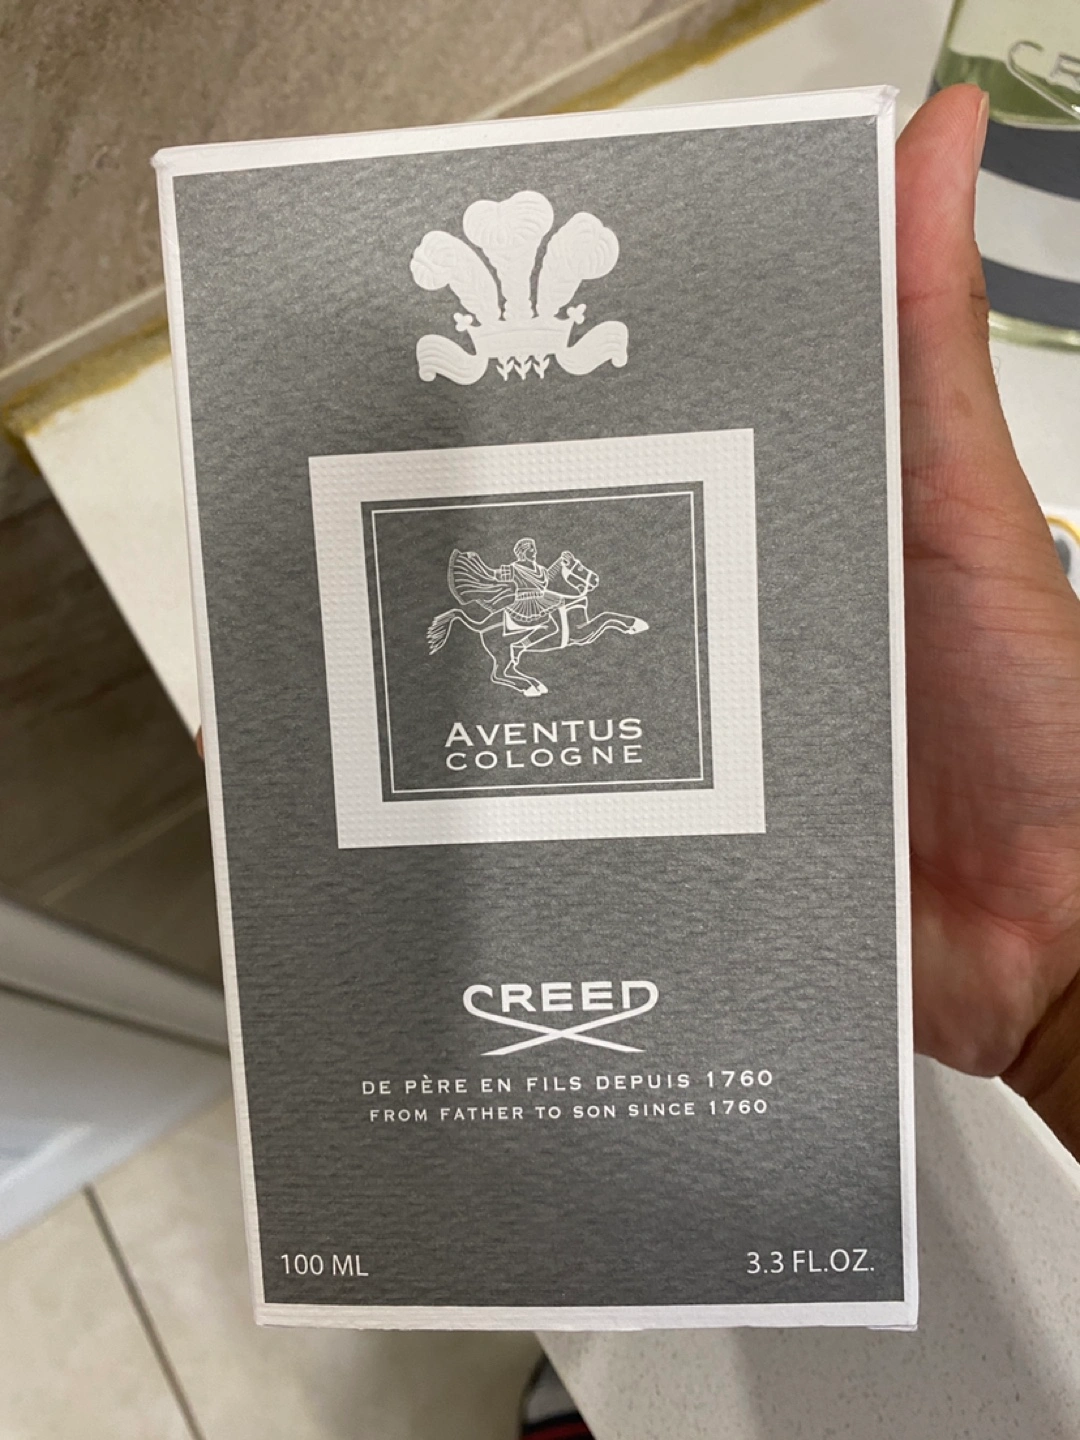 AVENTUS
COLOGNE
CREED
DE PÈRE EN FILS DEPUIS 1760
FROM FATHER TO SON SINCE 1760
100 ML
3.3 FL.OZ.